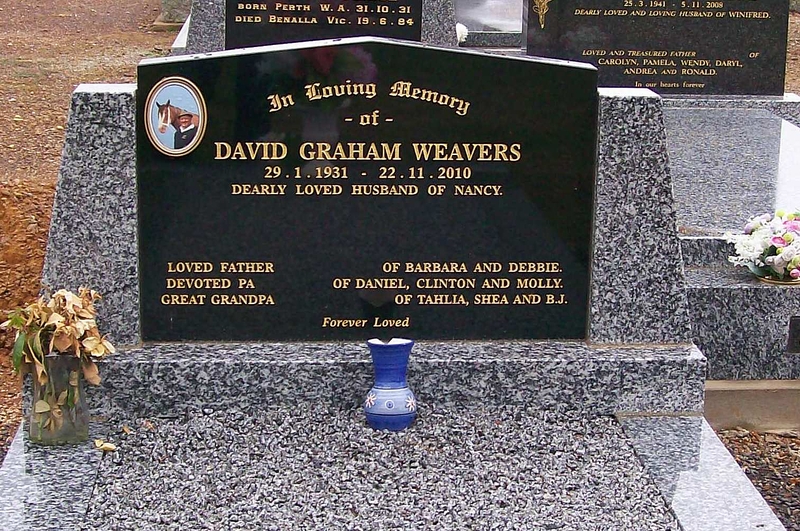 BORN PERTH W.A. 31.10.31
DIED BENALLA VIC. 19.6.84
25.3.1941 - 5.11.2008
DEARLY LOVED AND LOVING HUSBAND OF WINIFRED.
LOVED AND TREASURED FATHER OF
CAROLYN, PAMELA, WENDY, DARYL,
ANDREA AND RONALD.
In our hearts forever
In Loving Memory
- of -
DAVID GRAHAM WEAVERS
29.1.1931 - 22.11.2010
DEARLY LOVED HUSBAND OF NANCY.
LOVED FATHER OF BARBARA AND DEBBIE.
DEVOTED PA OF DANIEL, CLINTON AND MOLLY.
GREAT GRANDPA OF TAHLIA, SHEA AND B.J.
Forever Loved